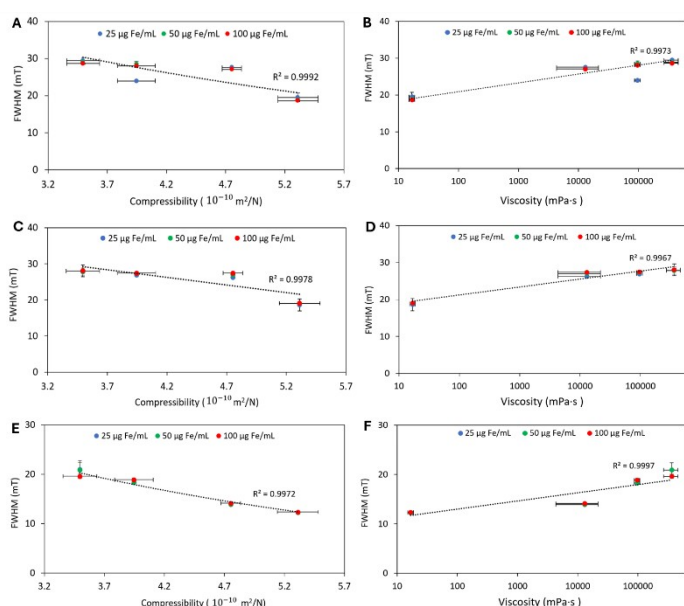 A
25 µg Fe/mL 50 µg Fe/mL 100 µg Fe/mL
FWHM (mT)
40
30
20
10
0
R² = 0.9992
3.2 3.7 4.2 4.7 5.2 5.7
Compressibility ( 10⁻¹⁰ m²/N)
B
25 µg Fe/mL 50 µg Fe/mL 100 µg Fe/mL
FWHM (mT)
40
30
20
10
0
R² = 0.9973
10 1000 100000
Viscosity (mPa·s)
C
25 µg Fe/mL 50 µg Fe/mL 100 µg Fe/mL
FWHM (mT)
40
30
20
10
0
R² = 0.9978
3.2 3.7 4.2 4.7 5.2 5.7
Compressibility ( 10⁻¹⁰ m²/N)
D
25 µg Fe/mL 50 µg Fe/mL 100 µg Fe/mL
FWHM (mT)
40
30
20
10
0
R² = 0.9967
10 1000 100000
Viscosity (mPa·s)
E
25 µg Fe/mL 50 µg Fe/mL 100 µg Fe/mL
FWHM (mT)
30
20
10
0
R² = 0.9972
3.2 3.7 4.2 4.7 5.2 5.7
Compressibility ( 10⁻¹⁰ m²/N)
F
25 µg Fe/mL 50 µg Fe/mL 100 µg Fe/mL
FWHM (mT)
30
20
10
0
R² = 0.9997
10 1000 100000
Viscosity (mPa·s)